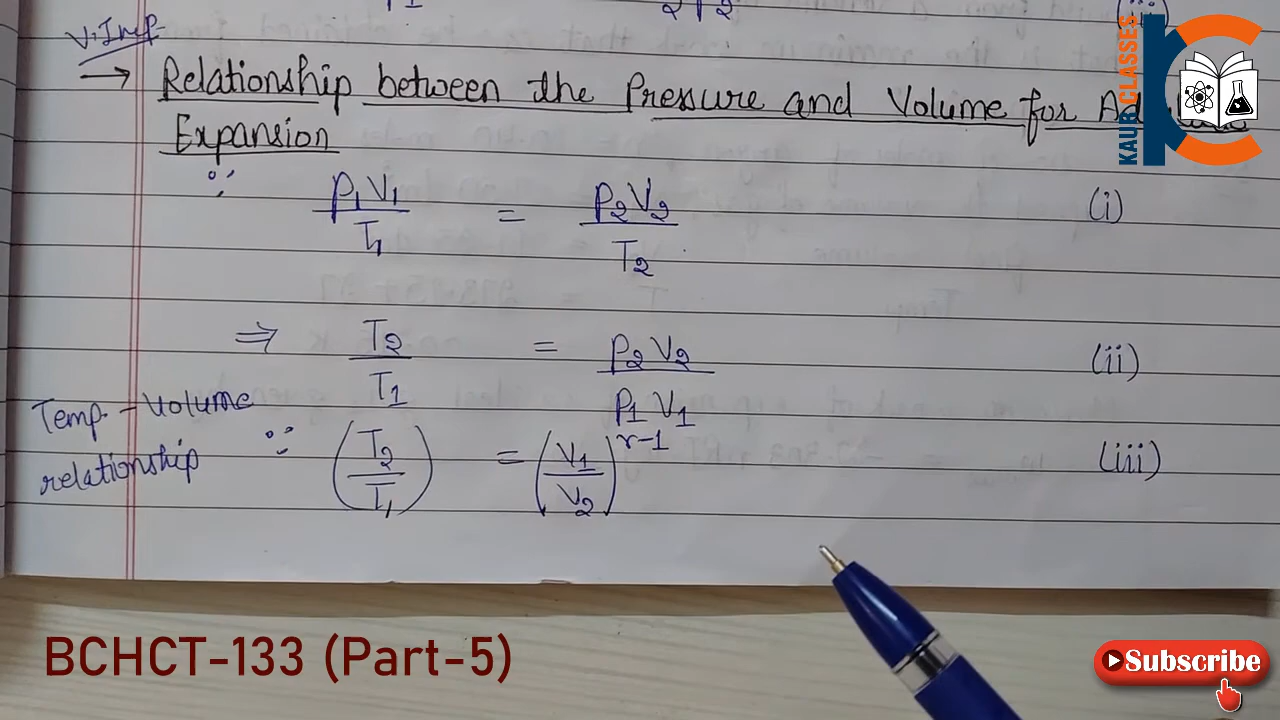 V. Imp.
→ Relationship between the Pressure and Volume for
Expansion
∵ P₁V₁/T₁ = P₂V₂/T₂ (i)
⇒ T₂/T₁ = P₂V₂/P₁V₁ (ii)
Temp. - Volume
relationship ∵ (T₂/T₁) = (V₁/V₂)^(r-1) (iii)
KAUR CLASSES
BCHCT-133 (Part-5)
Subscribe